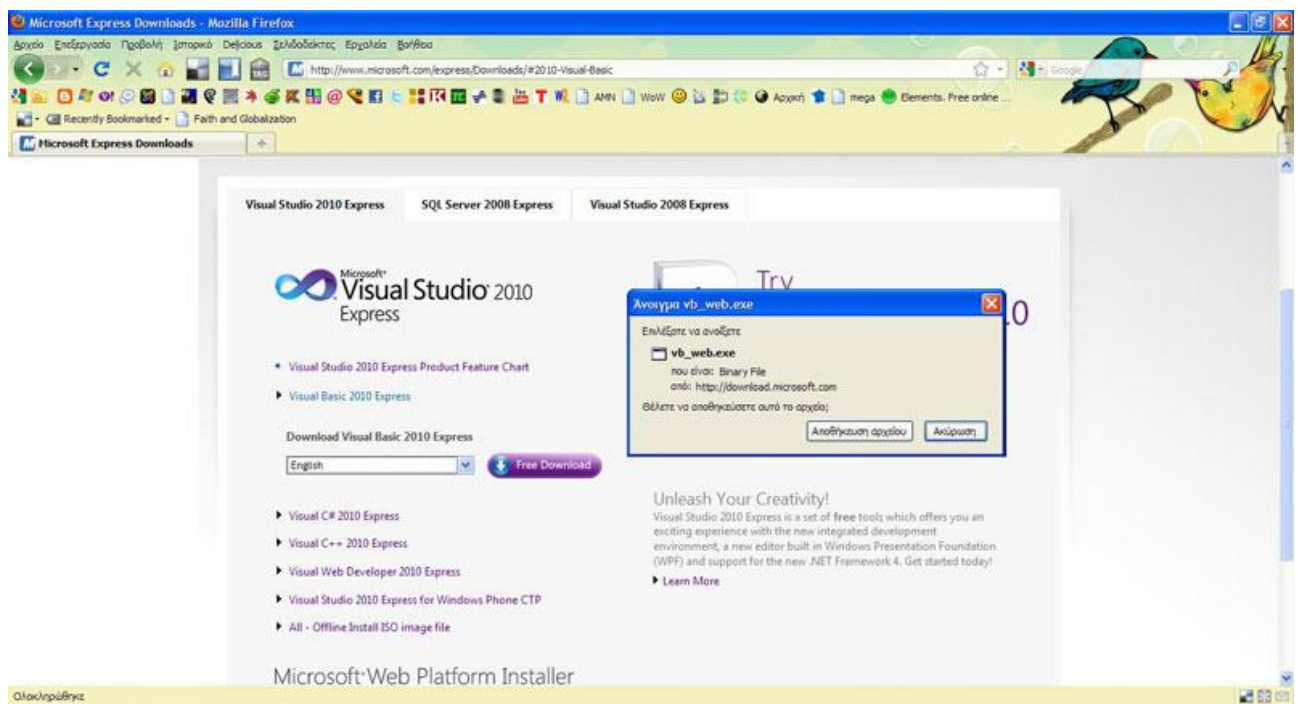 Microsoft Express Downloads - Mozilla Firefox
Αρχείο Επεξεργασία Προβολή Ιστορικό Delicious Σελιδοδείκτες Εργαλεία Βοήθεια
http://www.microsoft.com/express/Downloads/#2010-Visual-Basic
Google
AMN WoW Αρχική mega Elements. Free online ...
Recently Bookmarked Faith and Globalization
Microsoft Express Downloads
Visual Studio 2010 Express SQL Server 2008 Express Visual Studio 2008 Express
Microsoft
Visual Studio 2010
Express
Try
.0
Άνοιγμα vb_web.exe
Επιλέξατε να ανοίξετε
vb_web.exe
που είναι: Binary File
από: http://download.microsoft.com
Θέλετε να αποθηκεύσετε αυτό το αρχείο;
Αποθήκευση αρχείου Ακύρωση
Visual Studio 2010 Express Product Feature Chart
Visual Basic 2010 Express
Download Visual Basic 2010 Express
English Free Download
Visual C# 2010 Express
Visual C++ 2010 Express
Visual Web Developer 2010 Express
Visual Studio 2010 Express for Windows Phone CTP
All - Offline Install ISO image file
Unleash Your Creativity!
Visual Studio 2010 Express is a set of free tools which offers you an
exciting experience with the new integrated development
environment, a new editor built in Windows Presentation Foundation
(WPF) and support for the new .NET Framework 4. Get started today!
Learn More
Microsoft Web Platform Installer
Ολοκληρώθηκε